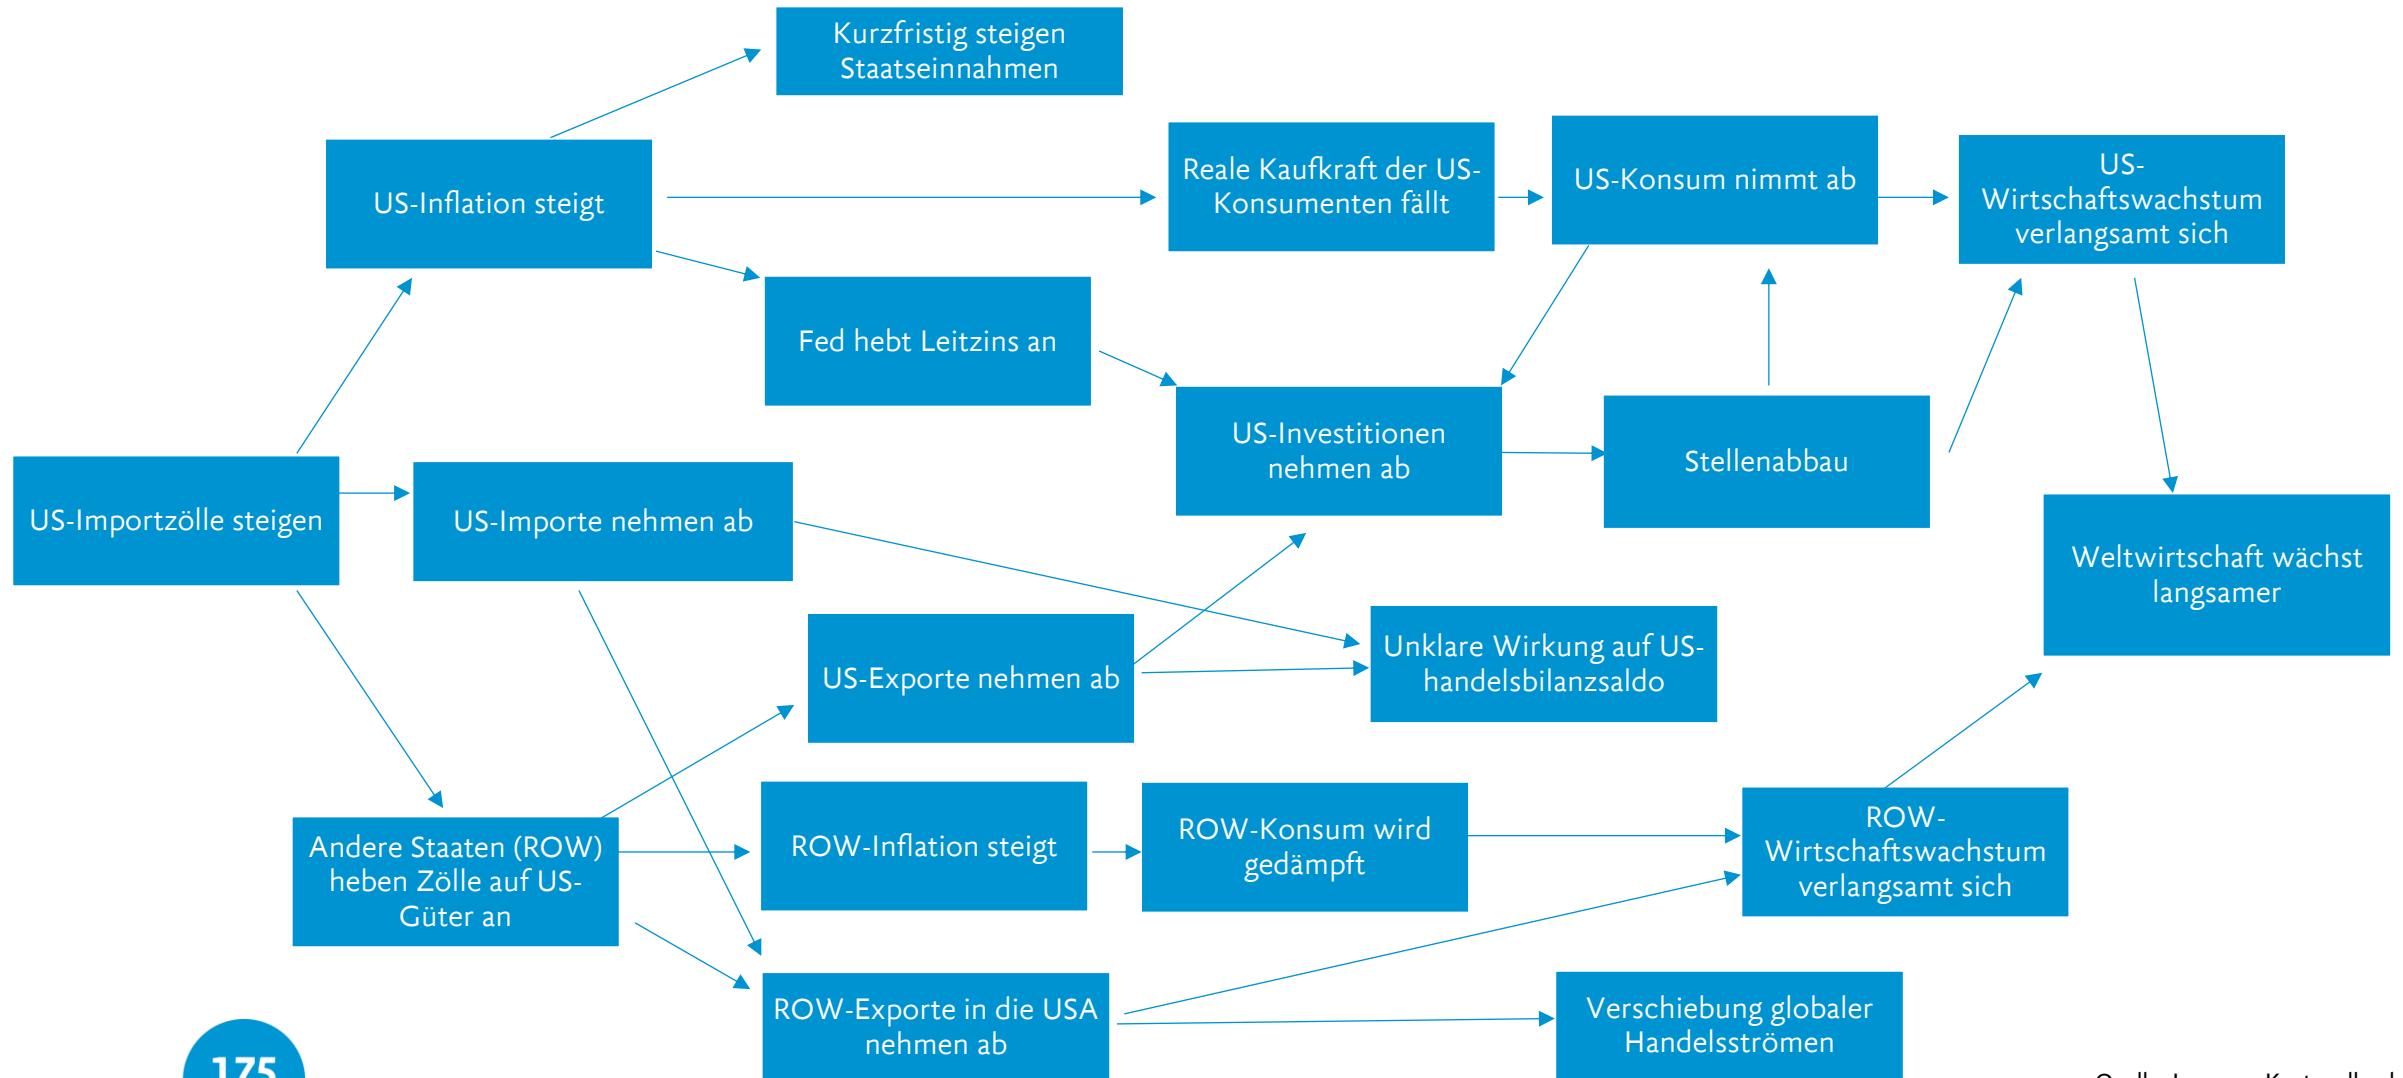 Kurzfristig steigen
Staatseinnahmen
US-Inflation steigt
Reale Kaufkraft der US-
Konsumenten fällt
US-Konsum nimmt ab
US-
Wirtschaftswachstum
verlangsamt sich
Fed hebt Leitzins an
US-Investitionen
nehmen ab
Stellenabbau
US-Importzölle steigen
US-Importe nehmen ab
Weltwirtschaft wächst
langsamer
US-Exporte nehmen ab
Unklare Wirkung auf US-
handelsbilanzsaldo
Andere Staaten (ROW)
heben Zölle auf US-
Güter an
ROW-Inflation steigt
ROW-Konsum wird
gedämpft
ROW-
Wirtschaftswachstum
verlangsamt sich
ROW-Exporte in die USA
nehmen ab
Verschiebung globaler
Handelsströmen
175